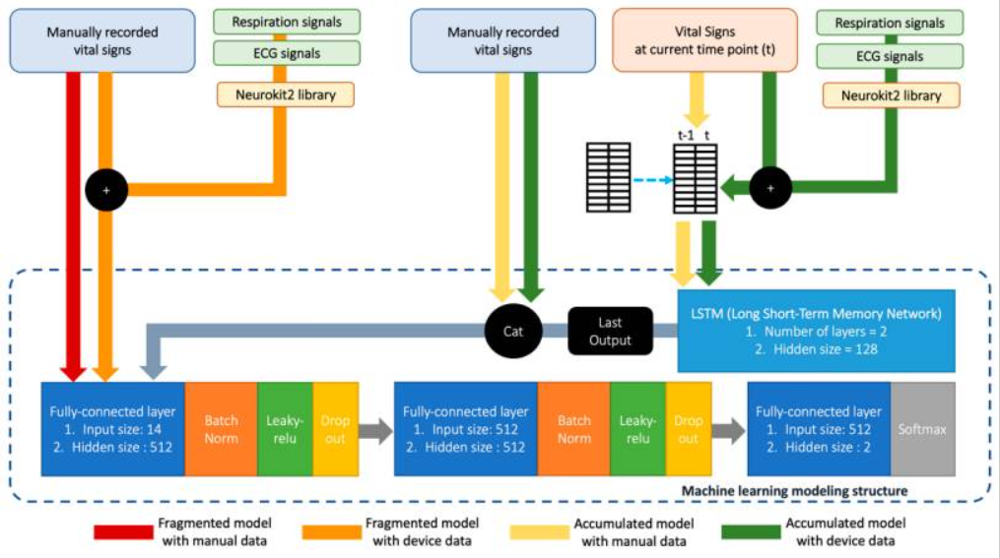 Manually recorded
vital signs
Respiration signals
ECG signals
Neurokit2 library
+
Manually recorded
vital signs
Vital Signs
at current time point (t)
Respiration signals
ECG signals
Neurokit2 library
t-1 t
+
Cat
Last
Output
LSTM (Long Short-Term Memory Network)
1. Number of layers = 2
2. Hidden size = 128
Fully-connected layer
1. Input size: 14
2. Hidden size : 512
Batch
Norm
Leaky-
relu
Drop
out
Fully-connected layer
1. Input size: 512
2. Hidden size : 512
Batch
Norm
Leaky-
relu
Drop
out
Fully-connected layer
1. Input size: 512
2. Hidden size : 2
Softmax
Machine learning modeling structure
Fragmented model
with manual data
Fragmented model
with device data
Accumulated model
with manual data
Accumulated model
with device data